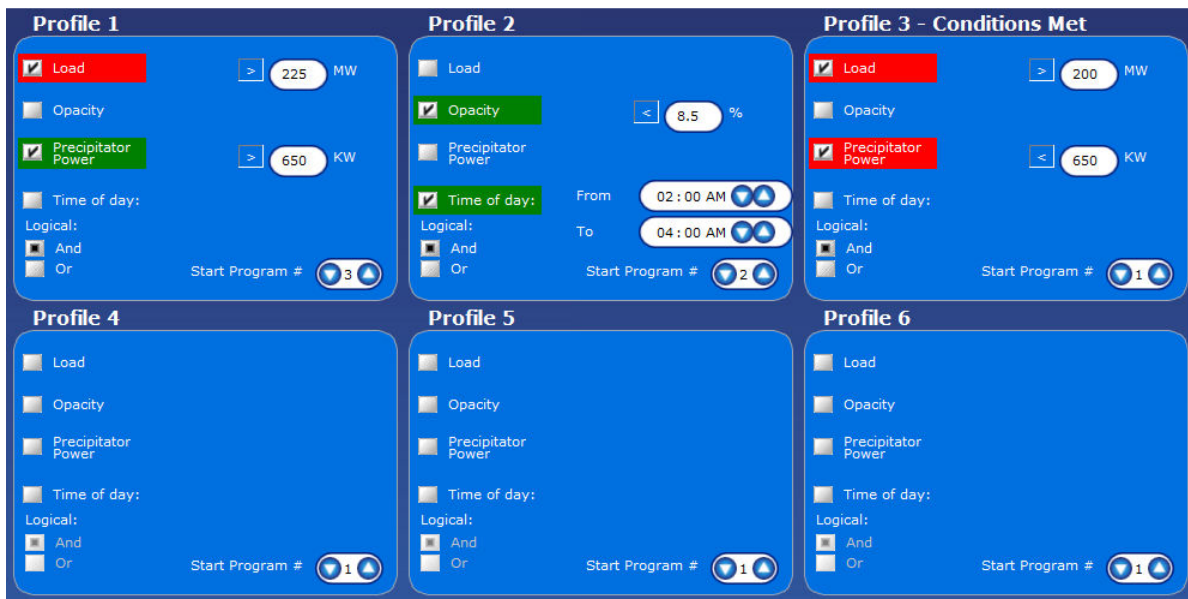 Profile 1
Load > 225 MW
Opacity
Precipitator
Power > 650 KW
Time of day:
Logical:
And
Or
Start Program # 3
Profile 2
Load
Opacity < 8.5 %
Precipitator
Power
Time of day: From 02:00 AM
Logical: To 04:00 AM
And
Or
Start Program # 2
Profile 3 - Conditions Met
Load > 200 MW
Opacity
Precipitator
Power < 650 KW
Time of day:
Logical:
And
Or
Start Program # 1
Profile 4
Load
Opacity
Precipitator
Power
Time of day:
Logical:
And
Or
Start Program # 1
Profile 5
Load
Opacity
Precipitator
Power
Time of day:
Logical:
And
Or
Start Program # 1
Profile 6
Load
Opacity
Precipitator
Power
Time of day:
Logical:
And
Or
Start Program # 1